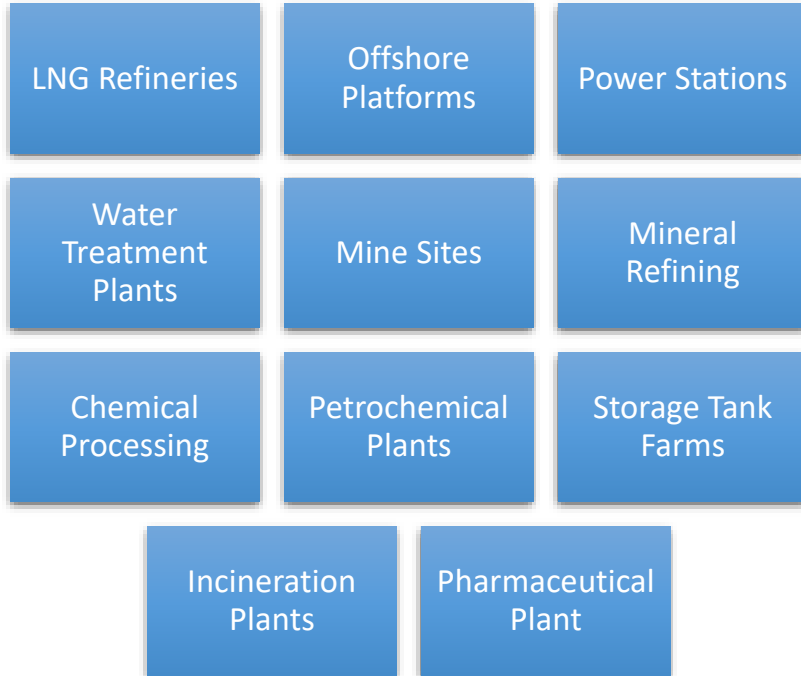 LNG Refineries
Offshore
Platforms
Power Stations
Water
Treatment
Plants
Mine Sites
Mineral
Refining
Chemical
Processing
Petrochemical
Plants
Storage Tank
Farms
Incineration
Plants
Pharmaceutical
Plant